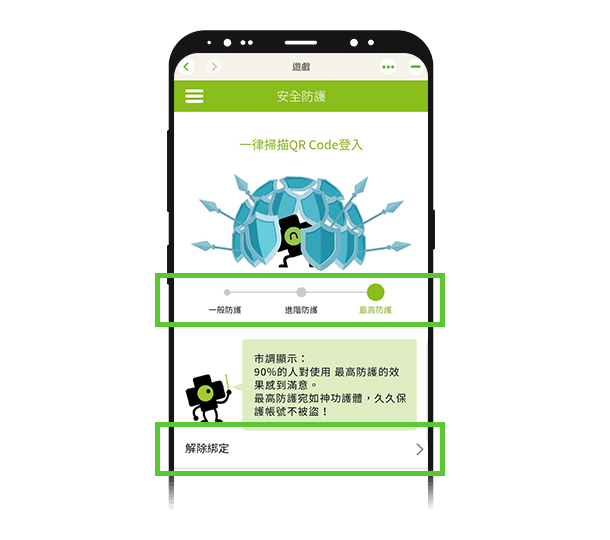 遊戲
安全防護
一律掃描QR Code登入
一般防護 進階防護 最高防護
市調顯示：
90%的人對使用 最高防護的效
果感到滿意。
最高防護宛如神功護體，久久保
護帳號不被盜！
解除綁定